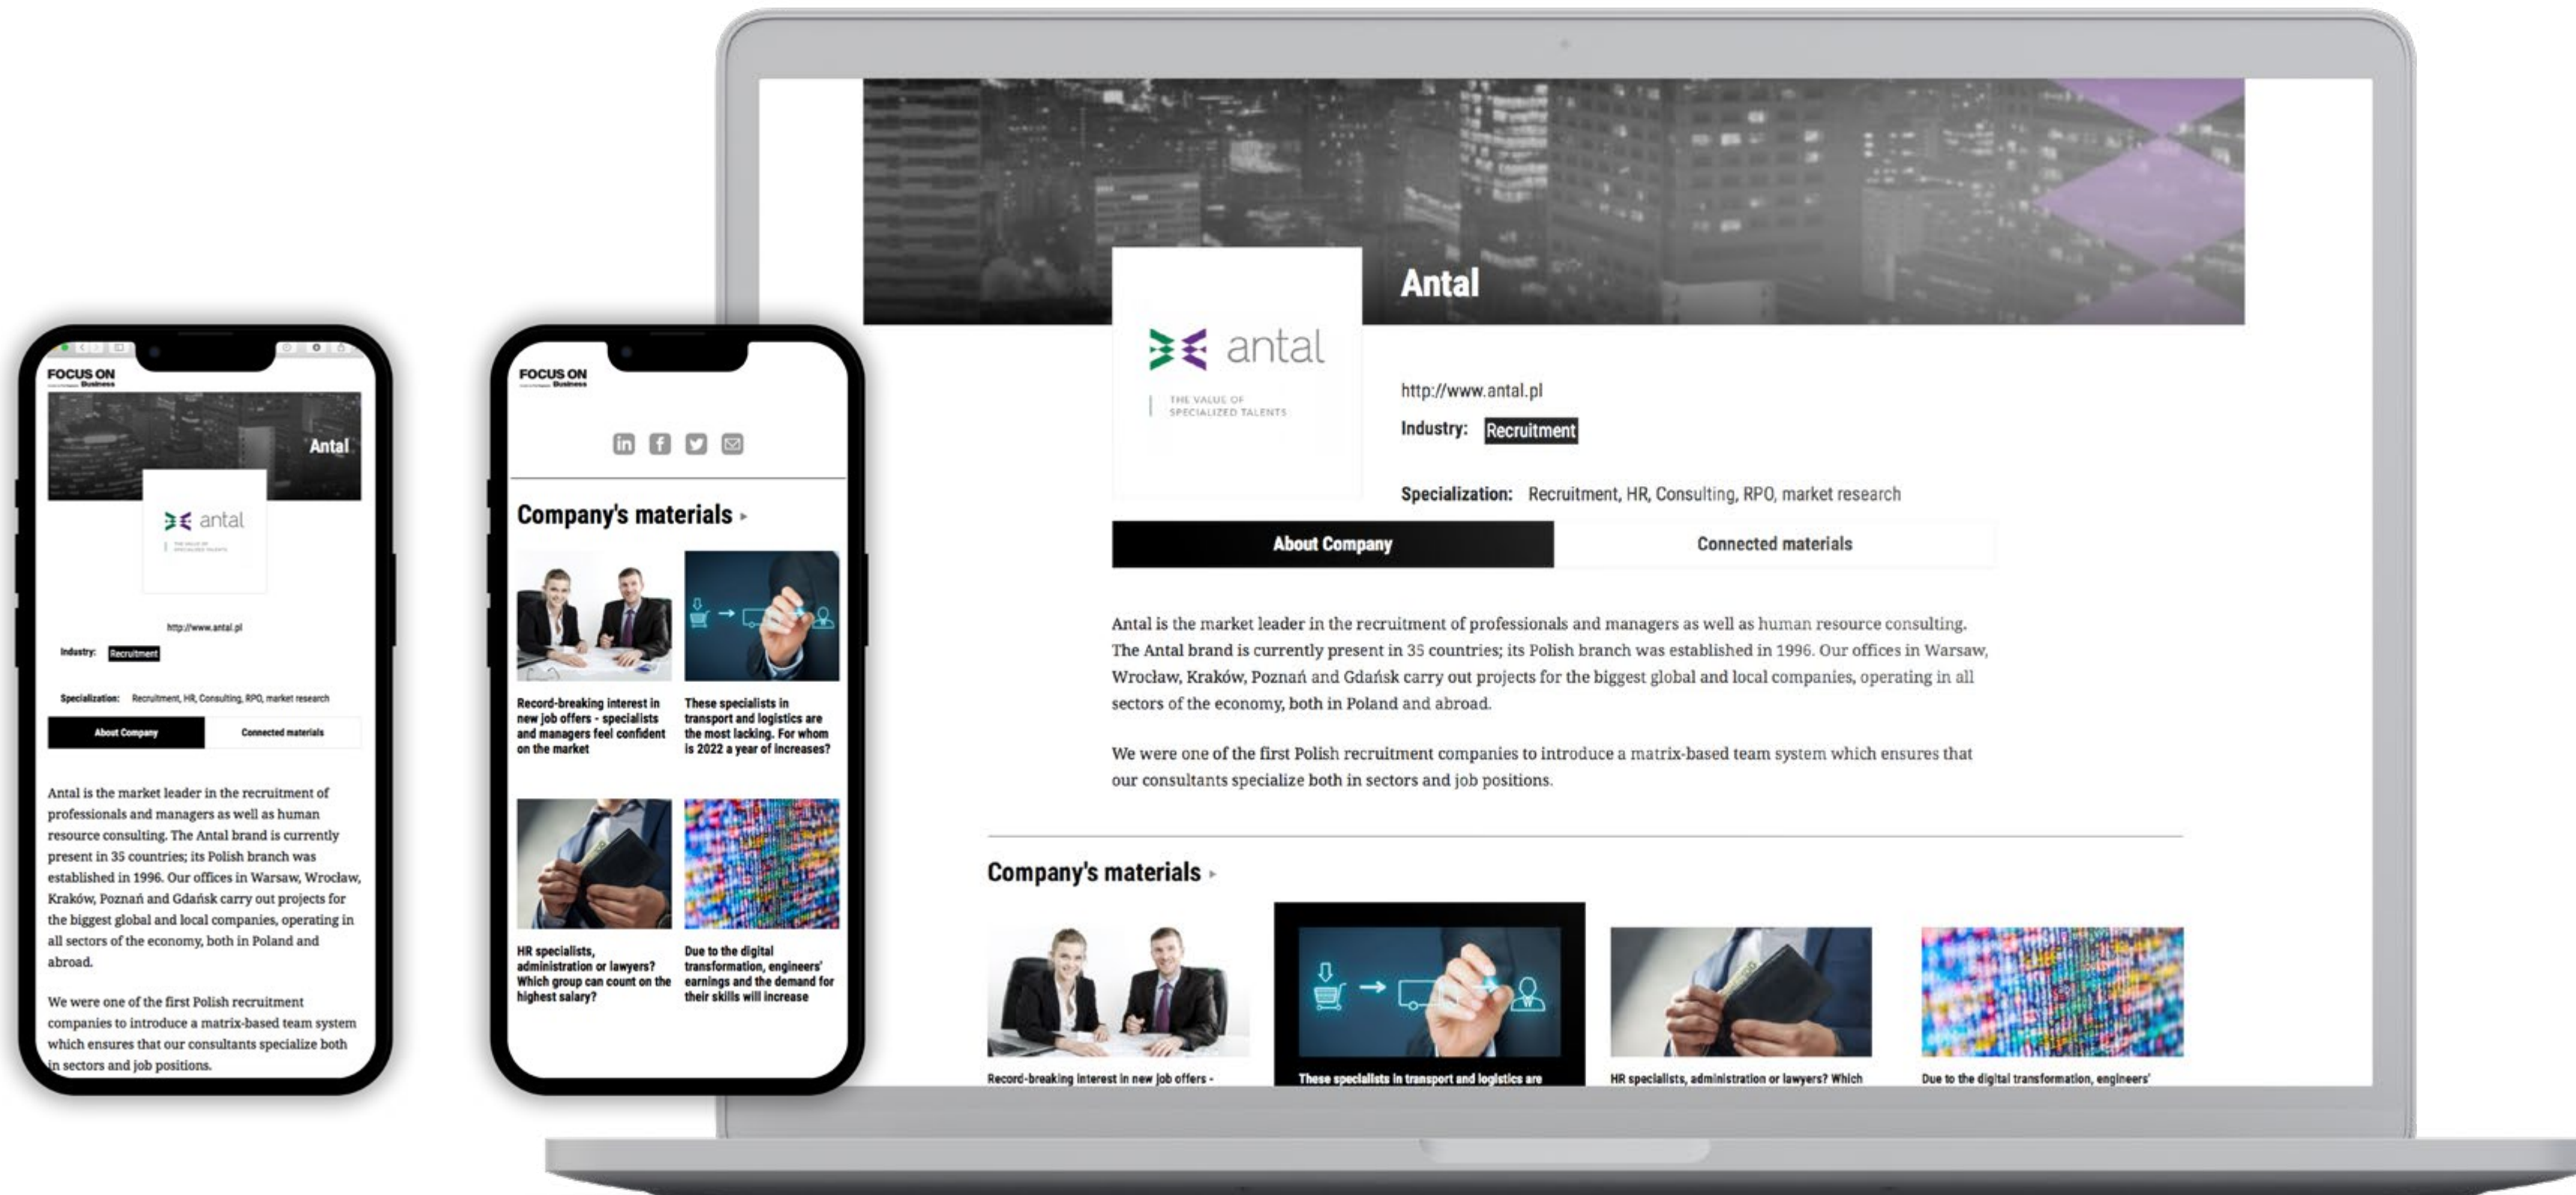 FOCUS ON
Business
Antal
antal
THE VALUE OF
SPECIALIZED TALENTS
http://www.antal.pl
Industry: Recruitment
Specialization: Recruitment, HR, Consulting, RPO, market research
About Company Connected materials
Antal is the market leader in the recruitment of
professionals and managers as well as human
resource consulting. The Antal brand is currently
present in 35 countries; its Polish branch was
established in 1996. Our offices in Warsaw, Wrocław,
Kraków, Poznań and Gdańsk carry out projects for
the biggest global and local companies, operating in
all sectors of the economy, both in Poland and
abroad.
We were one of the first Polish recruitment
companies to introduce a matrix-based team system
which ensures that our consultants specialize both
in sectors and job positions.
FOCUS ON
Business
in f
Company's materials
Record-breaking interest in
new job offers - specialists
and managers feel confident
on the market
These specialists in
transport and logistics are
the most lacking. For whom
is 2022 a year of increases?
HR specialists,
administration or lawyers?
Which group can count on the
highest salary?
Due to the digital
transformation, engineers'
earnings and the demand for
their skills will increase
Antal
antal
THE VALUE OF
SPECIALIZED TALENTS
http://www.antal.pl
Industry: Recruitment
Specialization: Recruitment, HR, Consulting, RPO, market research
About Company Connected materials
Antal is the market leader in the recruitment of professionals and managers as well as human resource consulting.
The Antal brand is currently present in 35 countries; its Polish branch was established in 1996. Our offices in Warsaw,
Wrocław, Kraków, Poznań and Gdańsk carry out projects for the biggest global and local companies, operating in all
sectors of the economy, both in Poland and abroad.
We were one of the first Polish recruitment companies to introduce a matrix-based team system which ensures that
our consultants specialize both in sectors and job positions.
Company's materials
Record-breaking interest in new job offers -
These specialists in transport and logistics are
HR specialists, administration or lawyers? Which
Due to the digital transformation, engineers'